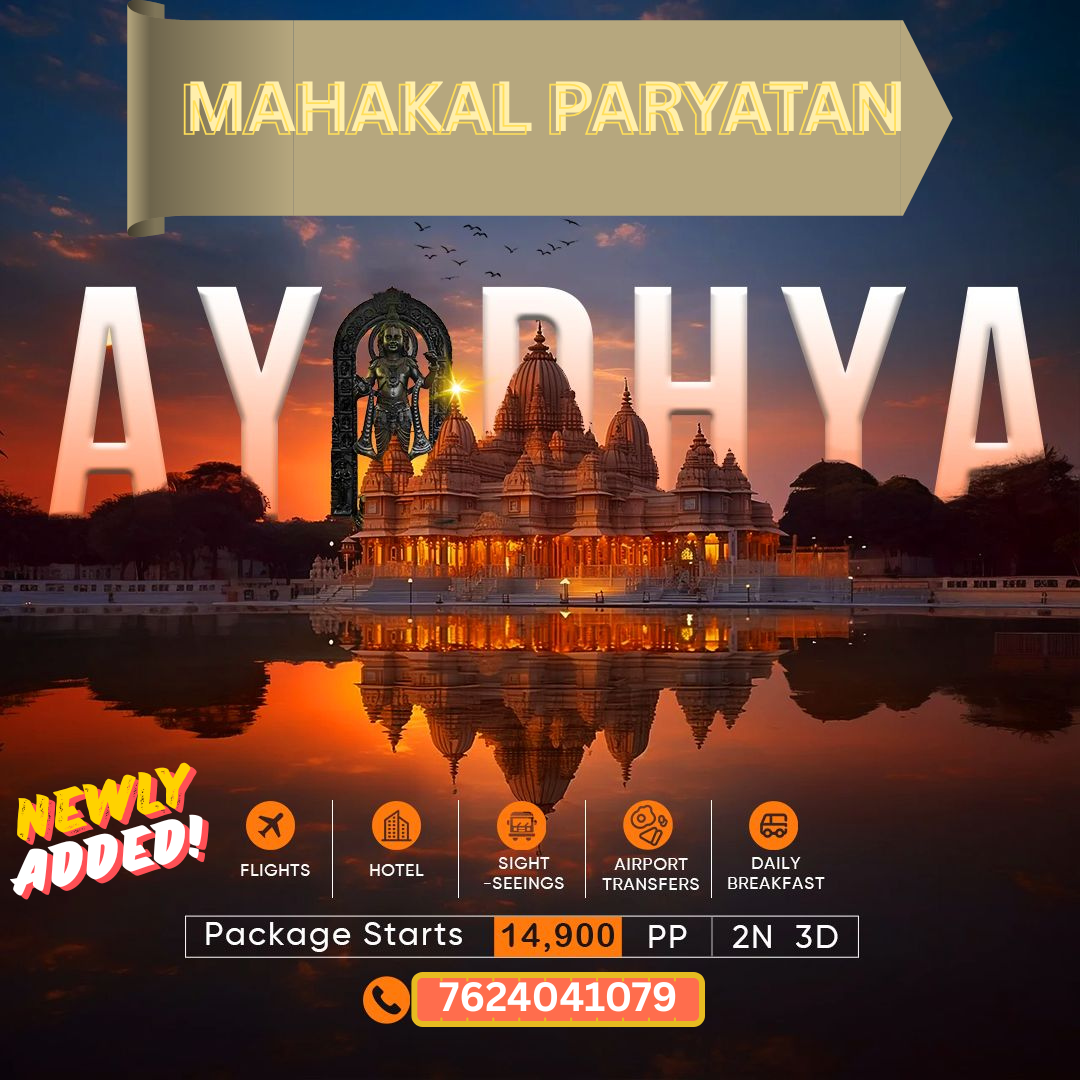 MAHAKAL PARYATAN
AYODHYA
NEWLY
ADDED!
FLIGHTS
HOTEL
SIGHT
-SEEINGS
AIRPORT
TRANSFERS
DAILY
BREAKFAST
Package Starts 14,900 PP 2N 3D
7624041079